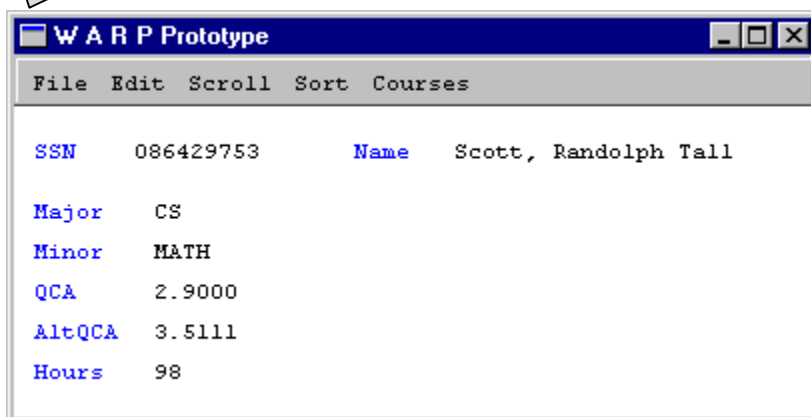 W A R P Prototype
File Edit Scroll Sort Courses
SSN 086429753 Name Scott, Randolph Tall
Major CS
Minor MATH
QCA 2.9000
AltQCA 3.5111
Hours 98